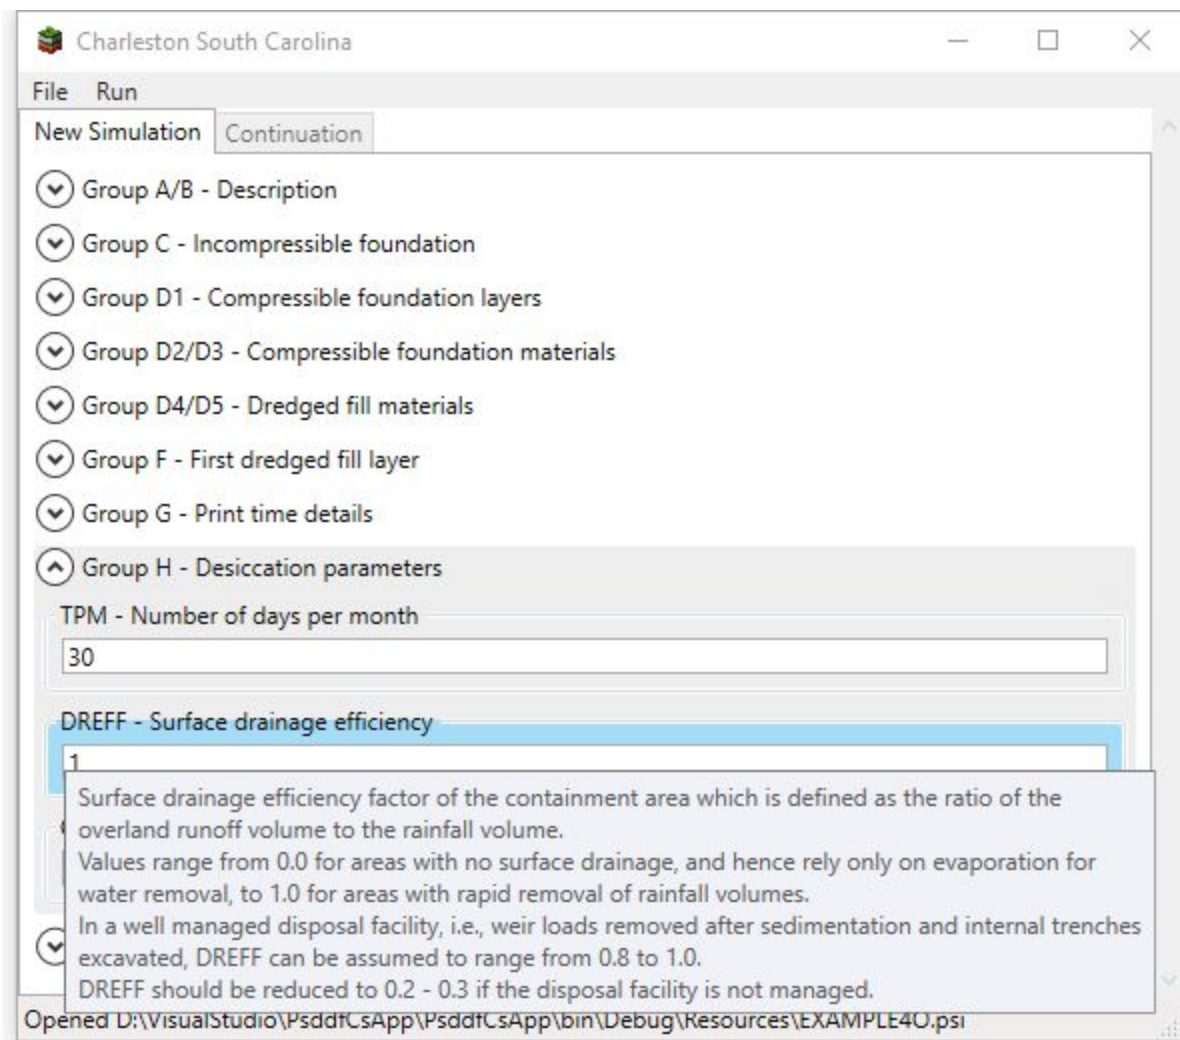 Charleston South Carolina
File Run
New Simulation Continuation
Group A/B - Description
Group C - Incompressible foundation
Group D1 - Compressible foundation layers
Group D2/D3 - Compressible foundation materials
Group D4/D5 - Dredged fill materials
Group F - First dredged fill layer
Group G - Print time details
Group H - Desiccation parameters
TPM - Number of days per month
30
DREFF - Surface drainage efficiency
1
Surface drainage efficiency factor of the containment area which is defined as the ratio of the
overland runoff volume to the rainfall volume.
Values range from 0.0 for areas with no surface drainage, and hence rely only on evaporation for
water removal, to 1.0 for areas with rapid removal of rainfall volumes.
In a well managed disposal facility, i.e., weir loads removed after sedimentation and internal trenches
excavated, DREFF can be assumed to range from 0.8 to 1.0.
DREFF should be reduced to 0.2 - 0.3 if the disposal facility is not managed.
Opened D:\VisualStudio\PsddfCsApp\PsddfCsApp\bin\Debug\Resources\EXAMPLE4O.psi